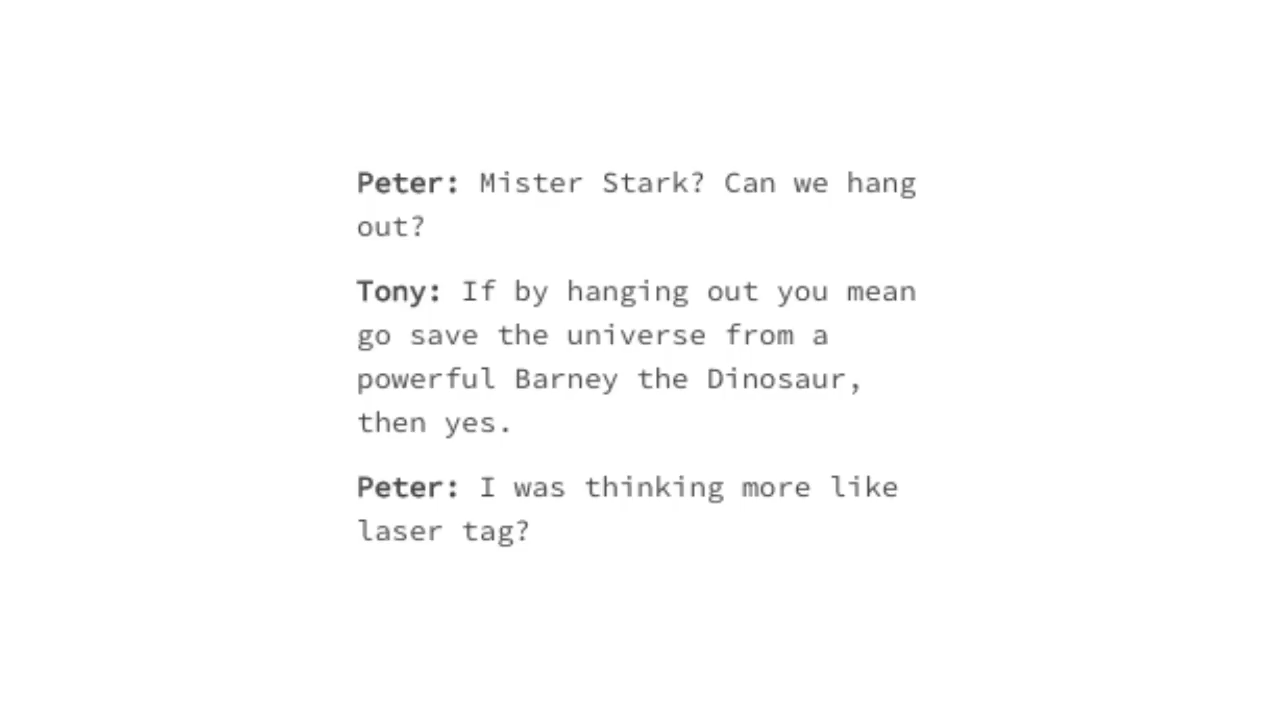 Peter: Mister Stark? Can we hang
out?
Tony: If by hanging out you mean
go save the universe from a
powerful Barney the Dinosaur,
then yes.
Peter: I was thinking more like
laser tag?